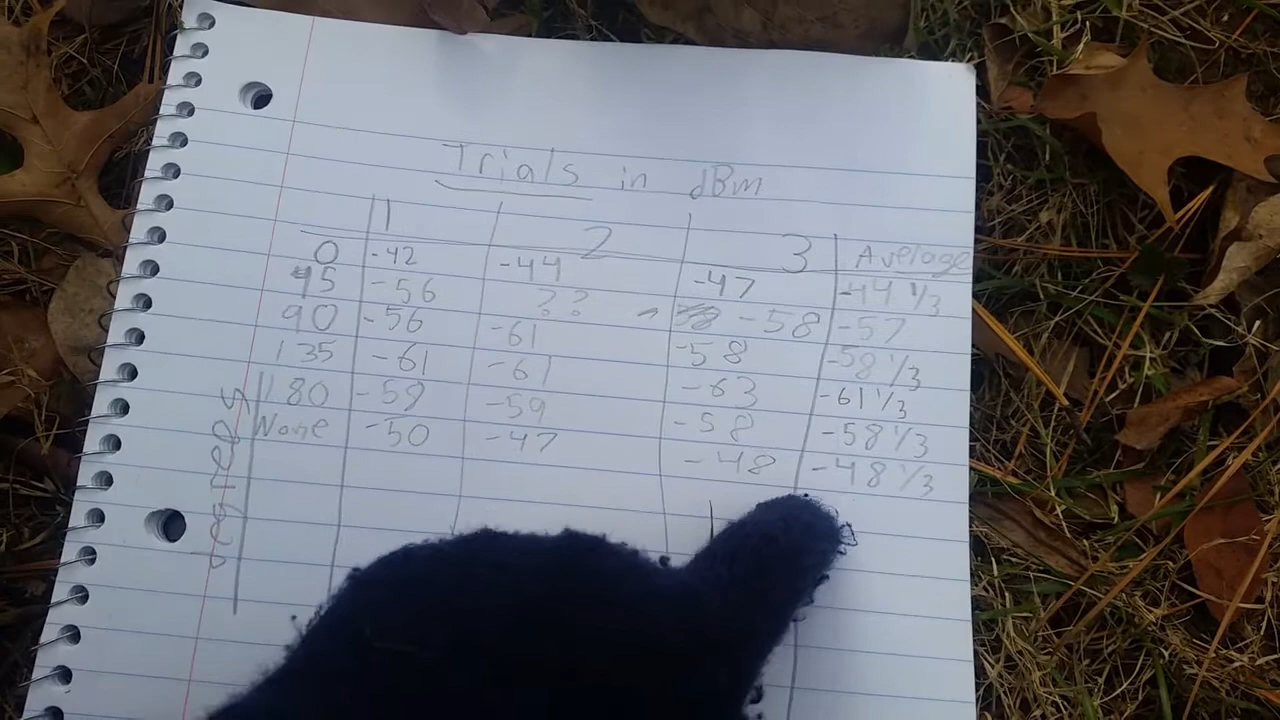 Trials in dBm
1 2 3 Average
0 -42 -44 -47 -44 1/3
45 -56 ?? -58 -57
90 -56 -61 -58 -58 1/3
135 -61 -61 -63 -61 1/3
180 -58 -59 -58 -58 1/3
None -50 -47 -48 -48 1/3
degrees